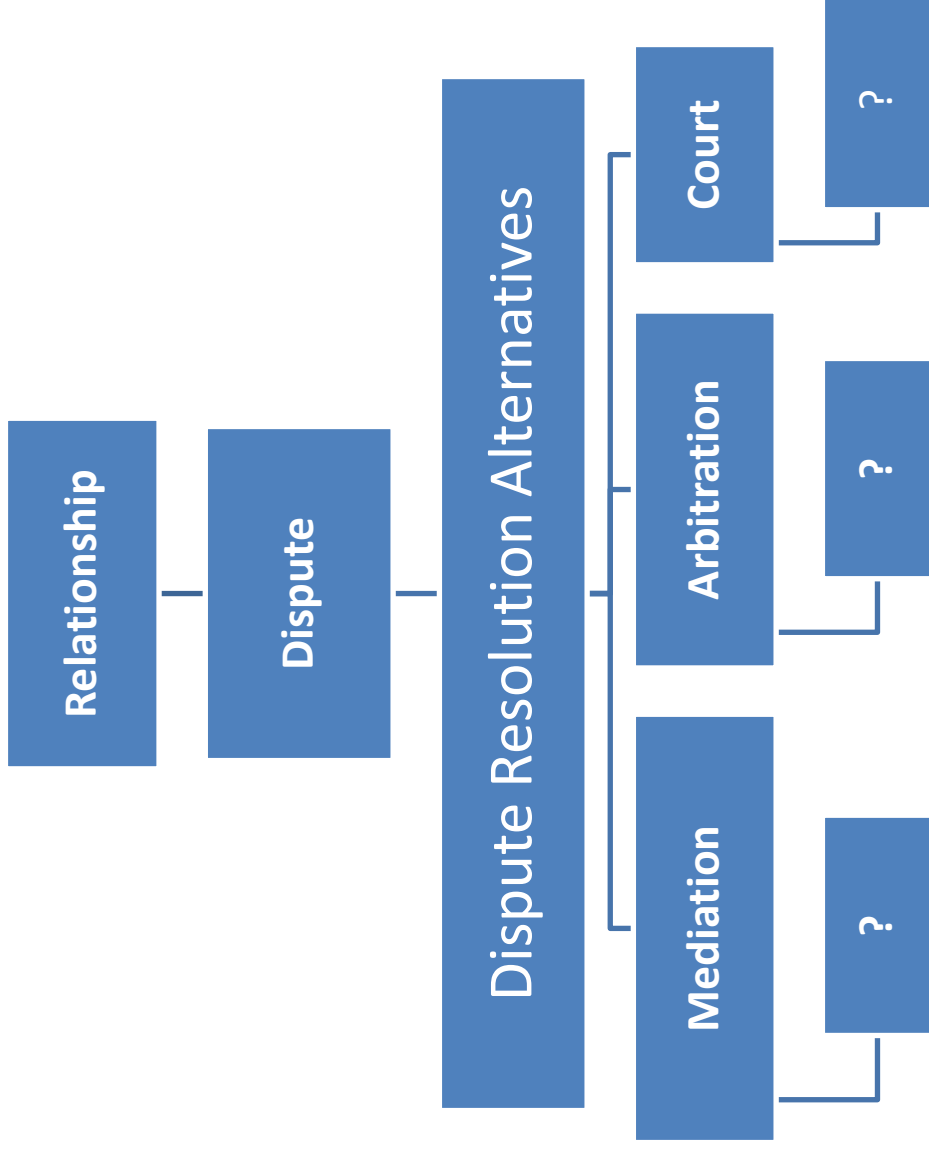 Relationship
Dispute
Dispute Resolution Alternatives
Mediation
Arbitration
Court
?
?
?